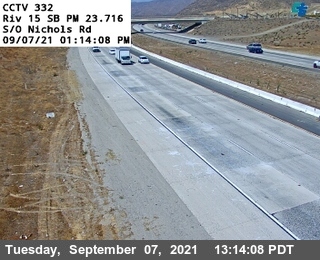 CCTV 332
Riv 15 SB PM 23.716
S/O Nichols Rd
09/07/21 01:14:08 PM
Tuesday, September 07, 2021 13:14:08 PDT